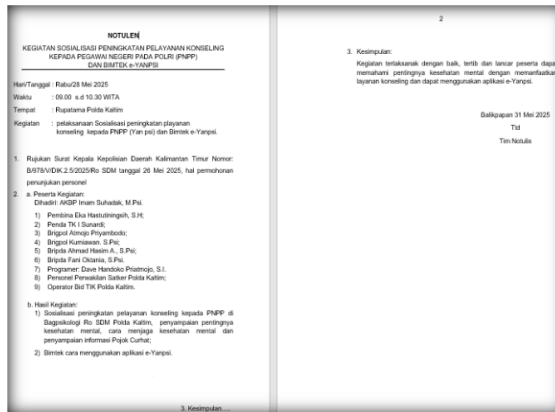 NOTULEN
KEGIATAN SOSIALISASI PENINGKATAN PELAYANAN KONSELING
KEPADA PEGAWAI NEGERI PADA POLRI (PNPP)
DAN BIMTEK e-YANPSI
Hari/Tanggal : Rabu/28 Mei 2025
Waktu : 09.00 s.d 10.30 WITA
Tempat : Rupatama Polda Kaltim
Kegiatan : pelaksanaan Sosialisasi peningkatan playanan
konseling kepada PNPP (Yan psi) dan Bimtek e-Yanpsi.
1. Rujukan Surat Kepala Kepolisian Daerah Kalimantan Timur Nomor:
B/978/V/DIK.2.5/2025/Ro SDM tanggal 26 Mei 2025, hal permohonan
penunjukan personel
2. a. Peserta Kegiatan:
Dihadiri: AKBP Imam Suhadak, M.Psi.
1) Pembina Eka Hastutiningsih, S.H;
2) Penda TK I Sunardi;
3) Brigpol Atmojo Priyambodo;
4) Brigpol Kurniawan. S.Psi;
5) Bripda Ahmad Hasim A., S.Psi;
6) Bripda Fani Oktania, S.Psi.
7) Programer: Dave Handoko Priatmojo, S.I.
8) Personel Perwakilan Satker Polda Kaltim;
9) Operator Bid TIK Polda Kaltim.
b. Hasil Kegiatan:
1) Sosialisasi peningkatan pelayanan konseling kepada PNPP di
Bagpsikologi Ro SDM Polda Kaltim, penyampaian pentingnya
kesehatan mental, cara menjaga kesehatan mental dan
penyampaian informasi Pojok Curhat;
2) Bimtek cara menggunakan aplikasi e-Yanpsi.
3. Kesimpulan.....
2
3. Kesimpulan:
Kegiatan terlaksanak dengan baik, tertib dan lancar peserta dapa
memahami pentingnya kesehatan mental dengan memanfaatkan
layanan konseling dan dapat menggunakan aplikasi e-Yanpsi.
Balikpapan 31 Mei 2025
Ttd
Tim Notulis